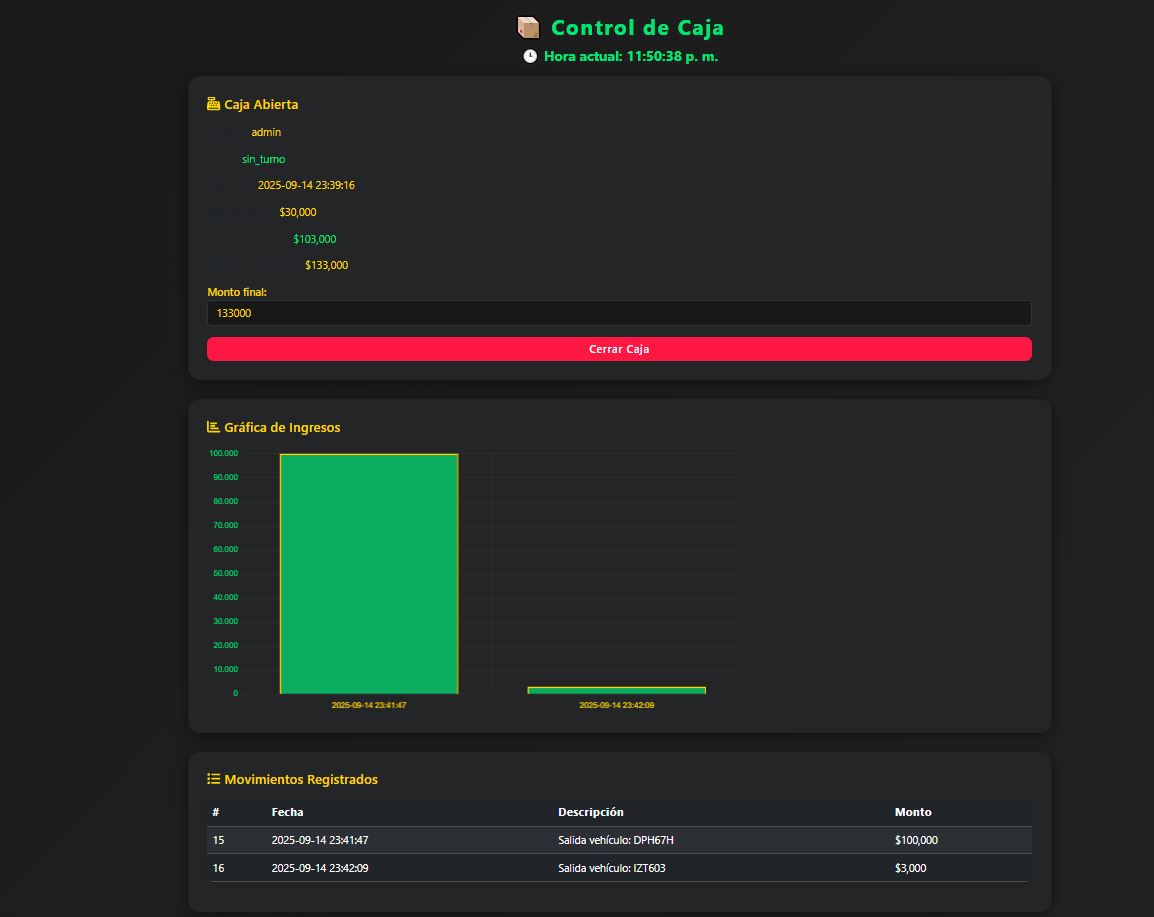 Control de Caja
Hora actual: 11:50:38 p. m.
Caja Abierta
admin
sin_turno
2025-09-14 23:39:16
$30,000
$103,000
$133,000
Monto final:
133000
Cerrar Caja
Gráfica de Ingresos
100.000
90.000
80.000
70.000
60.000
50.000
40.000
30.000
20.000
10.000
0
2025-09-14 23:41:47 2025-09-14 23:42:09
Movimientos Registrados
# Fecha Descripción Monto
15 2025-09-14 23:41:47 Salida vehículo: DPH67H $100,000
16 2025-09-14 23:42:09 Salida vehículo: IZT603 $3,000